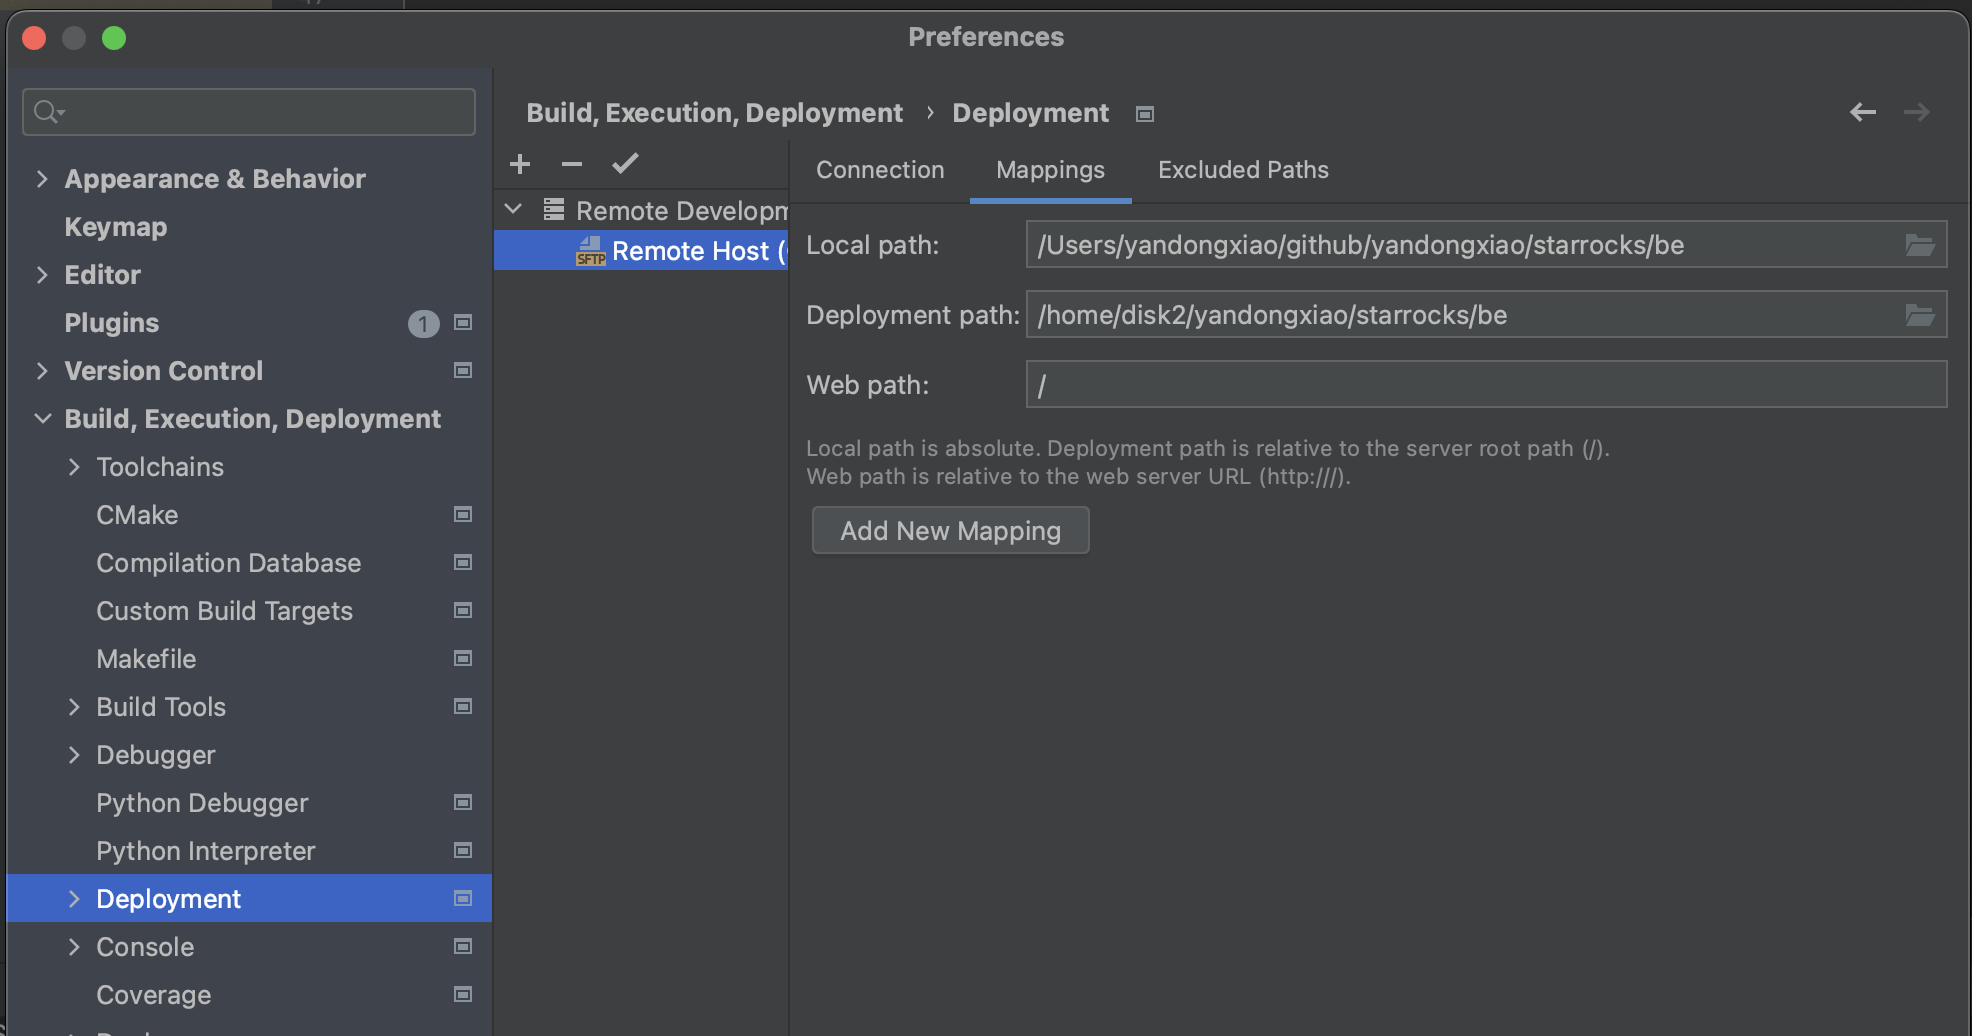 Preferences
Appearance & Behavior
Keymap
Editor
Plugins 1
Version Control
Build, Execution, Deployment
Toolchains
CMake
Compilation Database
Custom Build Targets
Makefile
Build Tools
Debugger
Python Debugger
Python Interpreter
Deployment
Console
Coverage
Build, Execution, Deployment › Deployment
Remote Developm
SFTP Remote Host (
Connection Mappings Excluded Paths
Local path: /Users/yandongxiao/github/yandongxiao/starrocks/be
Deployment path: /home/disk2/yandongxiao/starrocks/be
Web path: /
Local path is absolute. Deployment path is relative to the server root path (/).
Web path is relative to the web server URL (http:///).
Add New Mapping